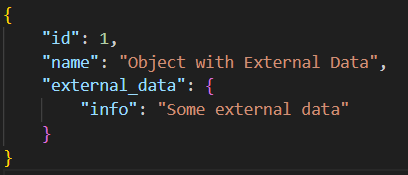 {
    "id": 1,
    "name": "Object with External Data",
    "external_data": {
        "info": "Some external data"
    }
}